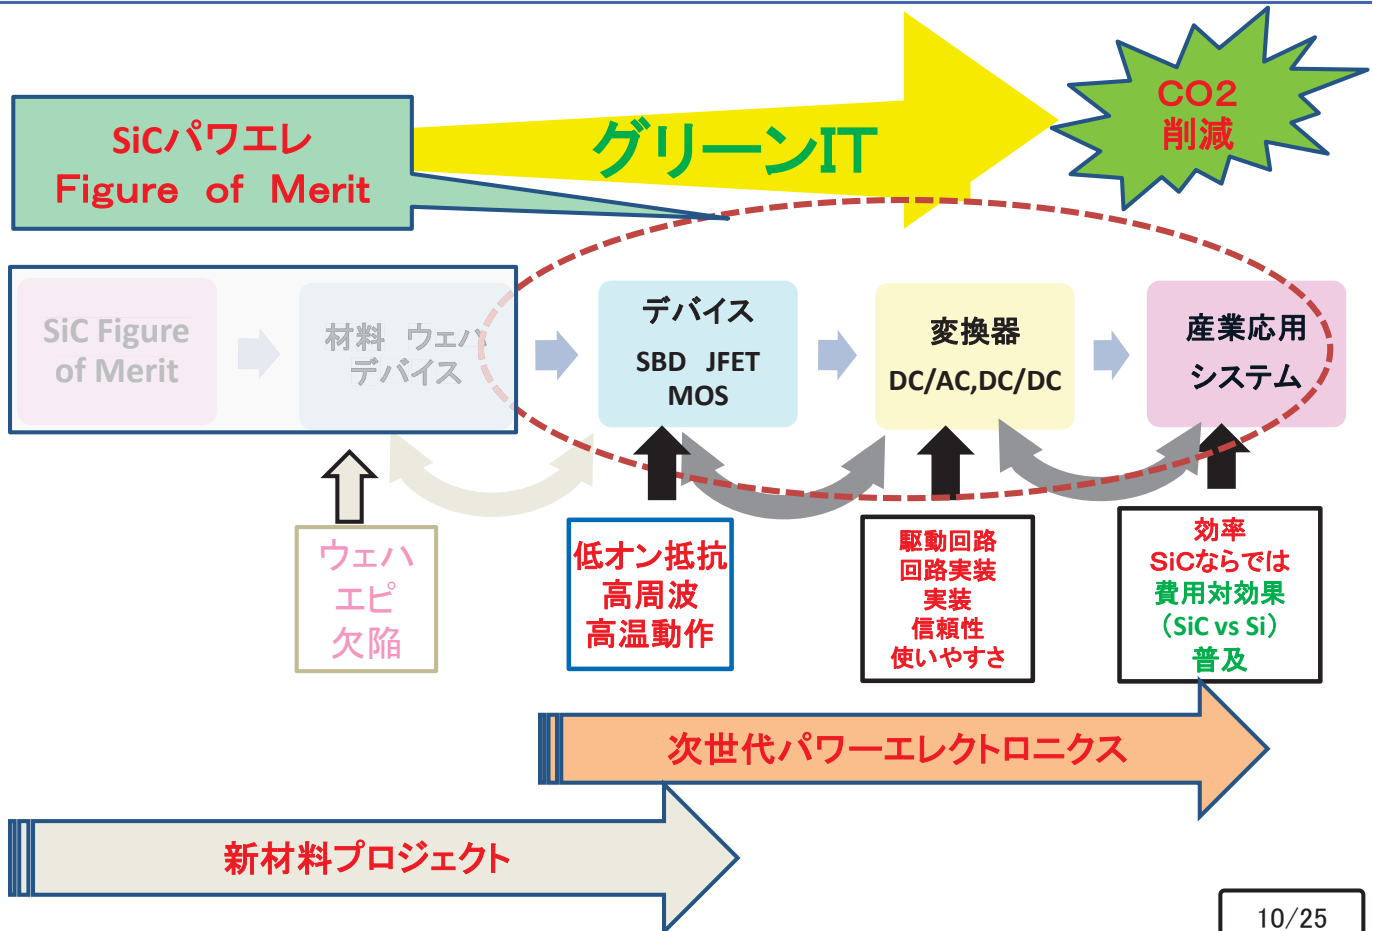 SiCパワエレ
Figure of Merit
グリーンIT
CO2
削減
SiC Figure
of Merit
材料 ウェハ
デバイス
デバイス
SBD JFET
MOS
変換器
DC/AC,DC/DC
産業応用
システム
ウェハ
エピ
欠陥
低オン抵抗
高周波
高温動作
駆動回路
回路実装
実装
信頼性
使いやすさ
効率
SiCならでは
費用対効果
（SiC vs Si）
普及
次世代パワーエレクトロニクス
新材料プロジェクト
10/25